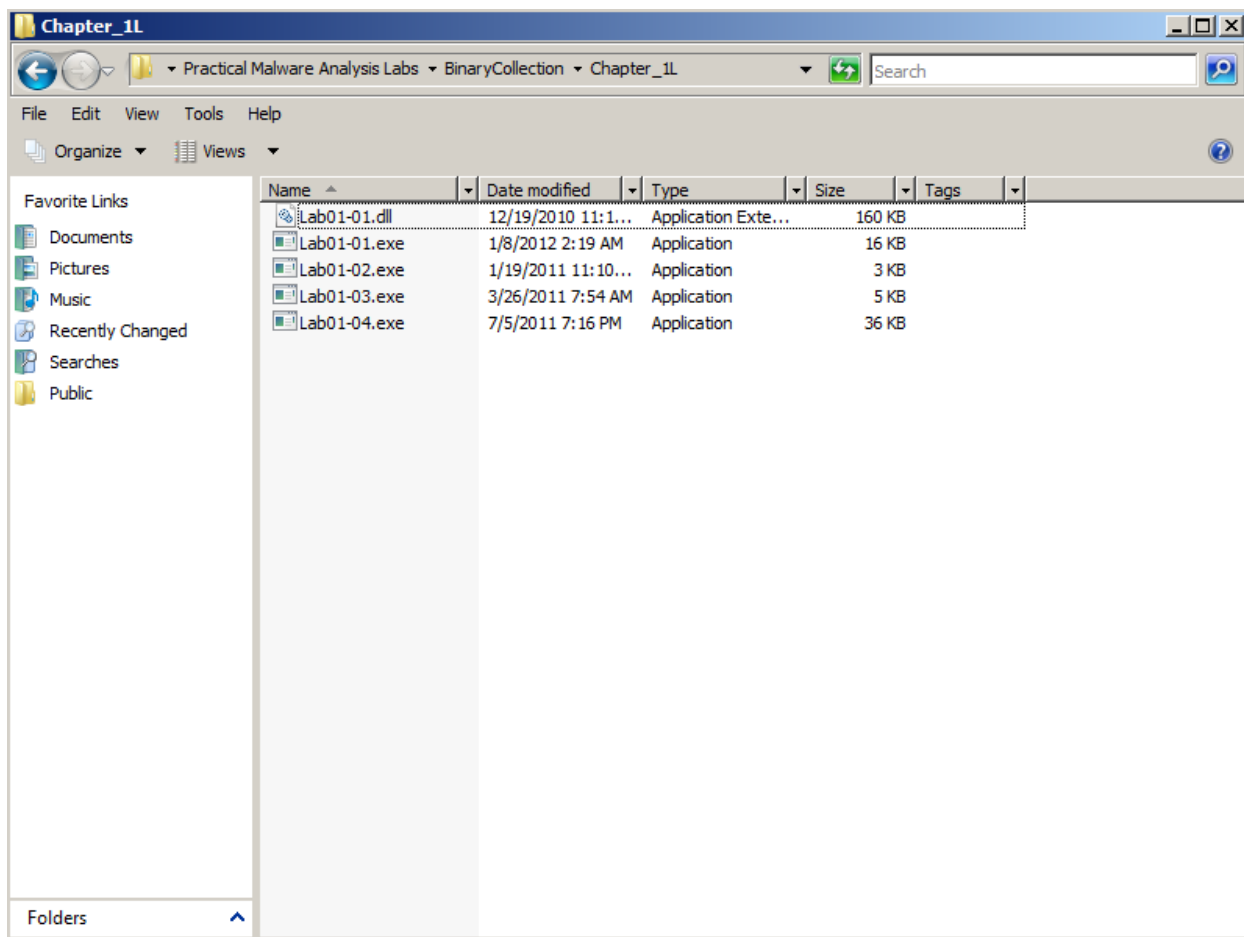 Chapter_1L
Practical Malware Analysis Labs BinaryCollection Chapter_1L
Search
File Edit View Tools Help
Organize Views
Favorite Links
Documents
Pictures
Music
Recently Changed
Searches
Public
Folders
Name Date modified Type Size Tags
Lab01-01.dll 12/19/2010 11:1... Application Exte... 160 KB
Lab01-01.exe 1/8/2012 2:19 AM Application 16 KB
Lab01-02.exe 1/19/2011 11:10... Application 3 KB
Lab01-03.exe 3/26/2011 7:54 AM Application 5 KB
Lab01-04.exe 7/5/2011 7:16 PM Application 36 KB